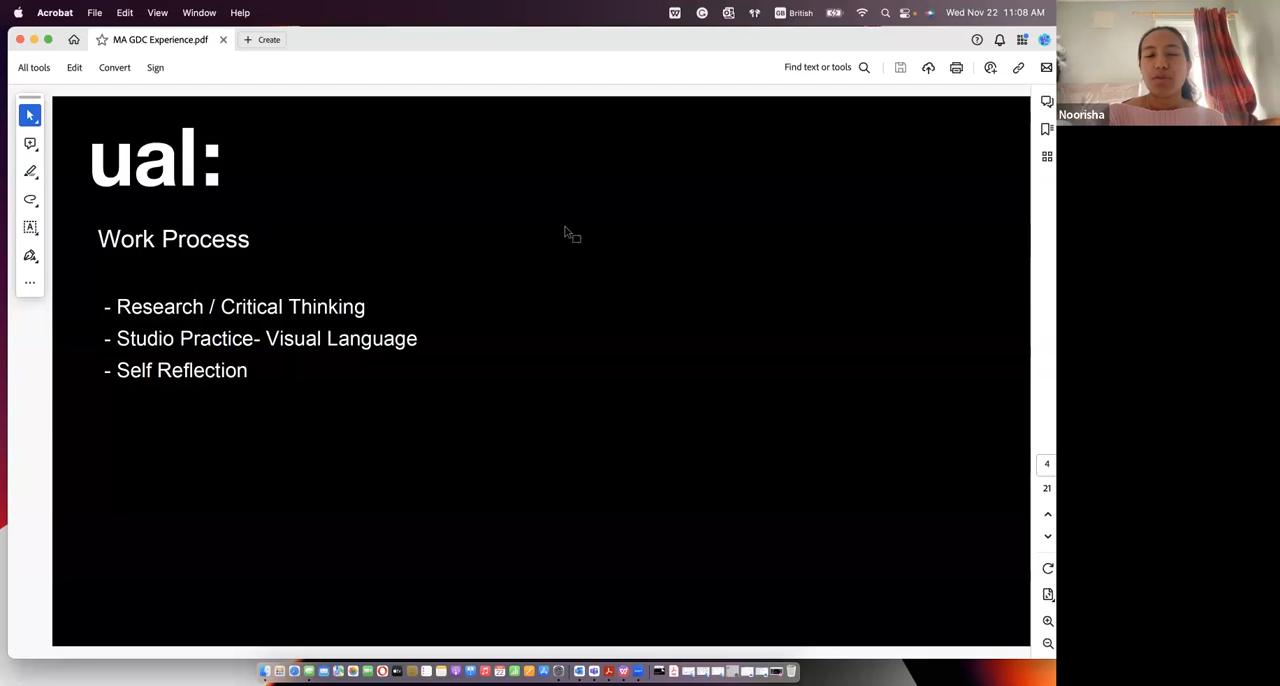 Acrobat File Edit View Window Help
British
Wed Nov 22 11:08 AM
MA GDC Experience.pdf
+ Create
All tools Edit Convert Sign
Find text or tools
Noorisha
ual:
Work Process
- Research / Critical Thinking
- Studio Practice- Visual Language
- Self Reflection
4
21